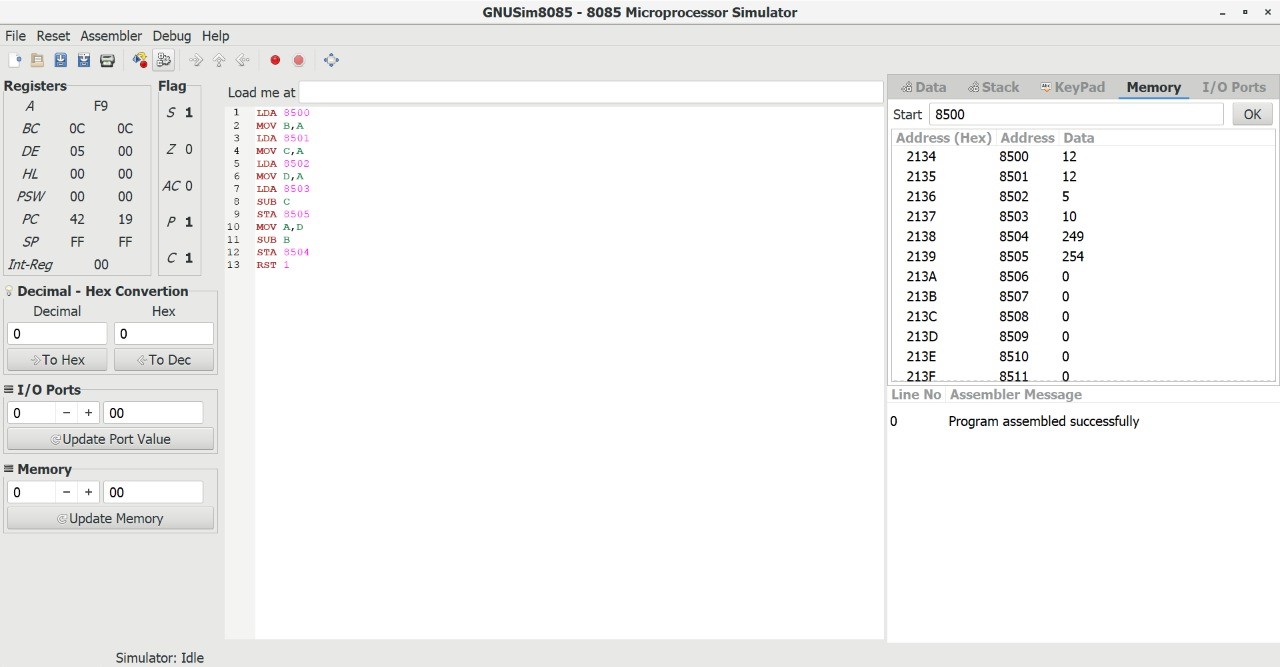 GNUSim8085 - 8085 Microprocessor Simulator
File Reset Assembler Debug Help
Registers
A F9
BC 0C 0C
DE 05 00
HL 00 00
PSW 00 00
PC 42 19
SP FF FF
Int-Reg 00
Flag
S 1
Z 0
AC 0
P 1
C 1
Decimal - Hex Convertion
Decimal Hex
0 0
To Hex To Dec
I/O Ports
0 − + 00
Update Port Value
Memory
0 − + 00
Update Memory
Load me at
1 LDA 8500
2 MOV B,A
3 LDA 8501
4 MOV C,A
5 LDA 8502
6 MOV D,A
7 LDA 8503
8 SUB C
9 STA 8505
10 MOV A,D
11 SUB B
12 STA 8504
13 RST 1
Data Stack KeyPad Memory I/O Ports
Start 8500 OK
Address (Hex) Address Data
2134 8500 12
2135 8501 12
2136 8502 5
2137 8503 10
2138 8504 249
2139 8505 254
213A 8506 0
213B 8507 0
213C 8508 0
213D 8509 0
213E 8510 0
213F 8511 0
Line No Assembler Message
0 Program assembled successfully
Simulator: Idle